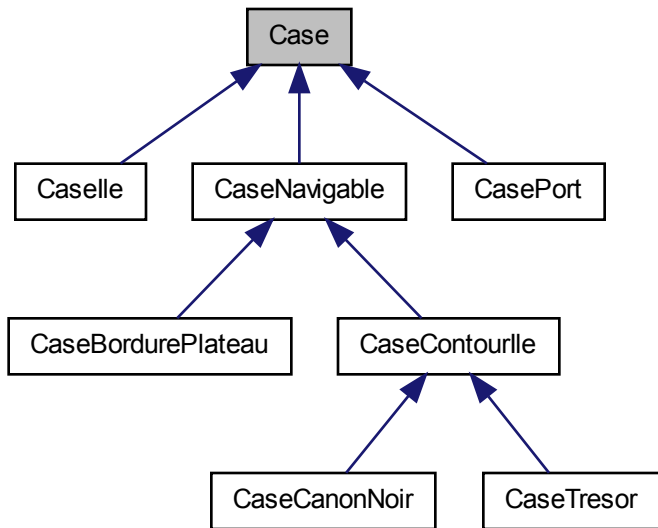 Case
CaseIle
CaseNavigable
CasePort
CaseBordurePlateau
CaseContourIle
CaseCanonNoir
CaseTresor